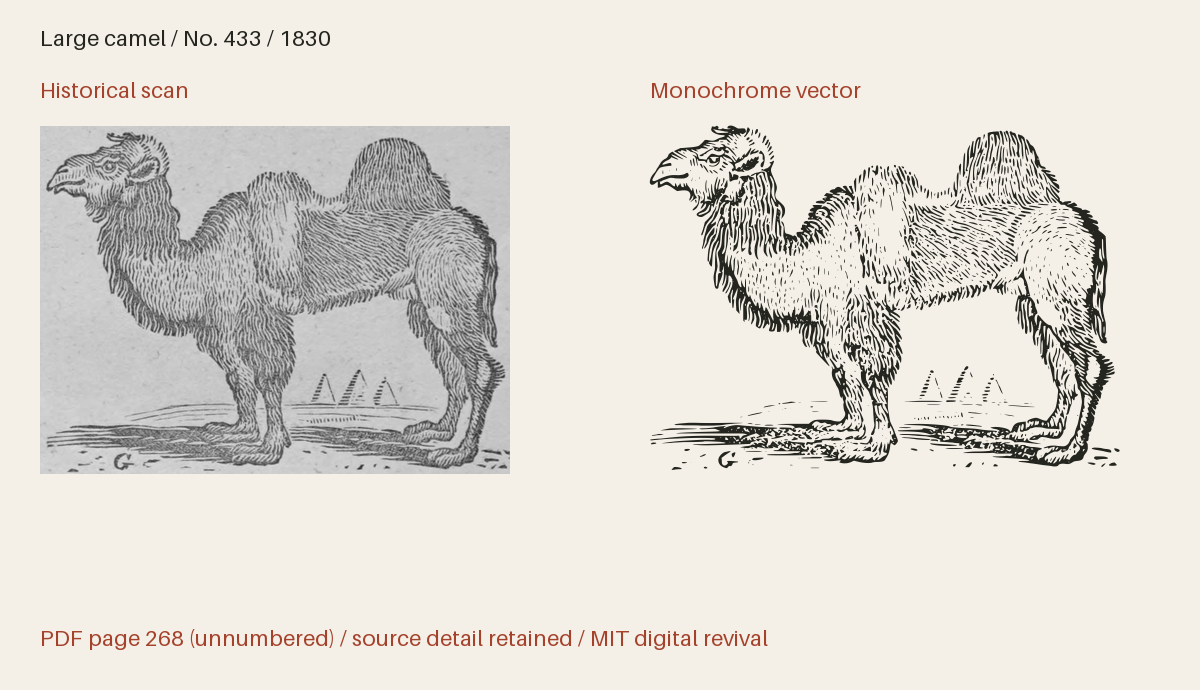 Large camel / No. 433 / 1830
Historical scan
Monochrome vector
G
G
PDF page 268 (unnumbered) / source detail retained / MIT digital revival